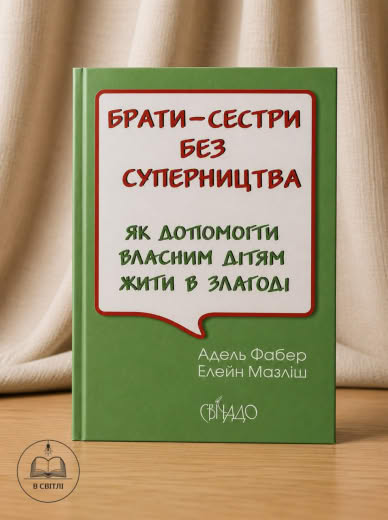 БРАТИ–СЕСТРИ
БЕЗ
СУПЕРНИЦТВА
ЯК ДОПОМОГТИ
ВЛАСНИМ ДІТЯМ
ЖИТИ В ЗЛАГОДІ
Адель Фабер
Елейн Мазліш
СВІЧАДО
В СВІТЛІ